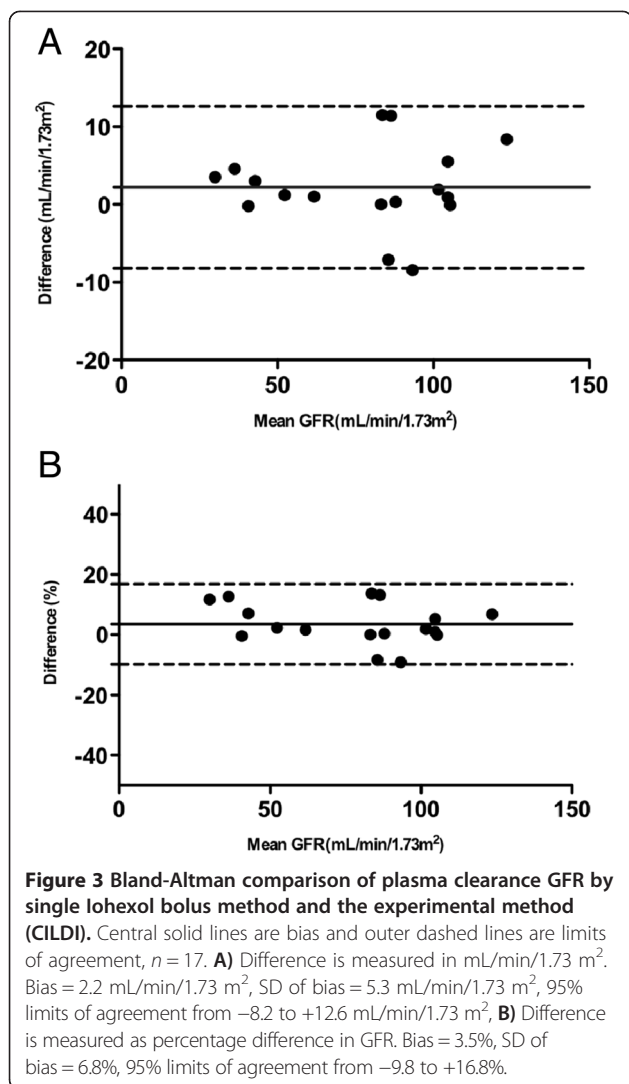 A
20
10
0
-10
-20
Difference (mL/min/1.73m²)
0 50 100 150
Mean GFR(mL/min/1.73m²)
B
40
20
0
-20
-40
Difference (%)
0 50 100 150
Mean GFR(mL/min/1.73m²)
Figure 3 Bland-Altman comparison of plasma clearance GFR by
single Iohexol bolus method and the experimental method
(CILDI). Central solid lines are bias and outer dashed lines are limits
of agreement, n = 17. A) Difference is measured in mL/min/1.73 m².
Bias = 2.2 mL/min/1.73 m², SD of bias = 5.3 mL/min/1.73 m², 95%
limits of agreement from −8.2 to +12.6 mL/min/1.73 m², B) Difference
is measured as percentage difference in GFR. Bias = 3.5%, SD of
bias = 6.8%, 95% limits of agreement from −9.8 to +16.8%.